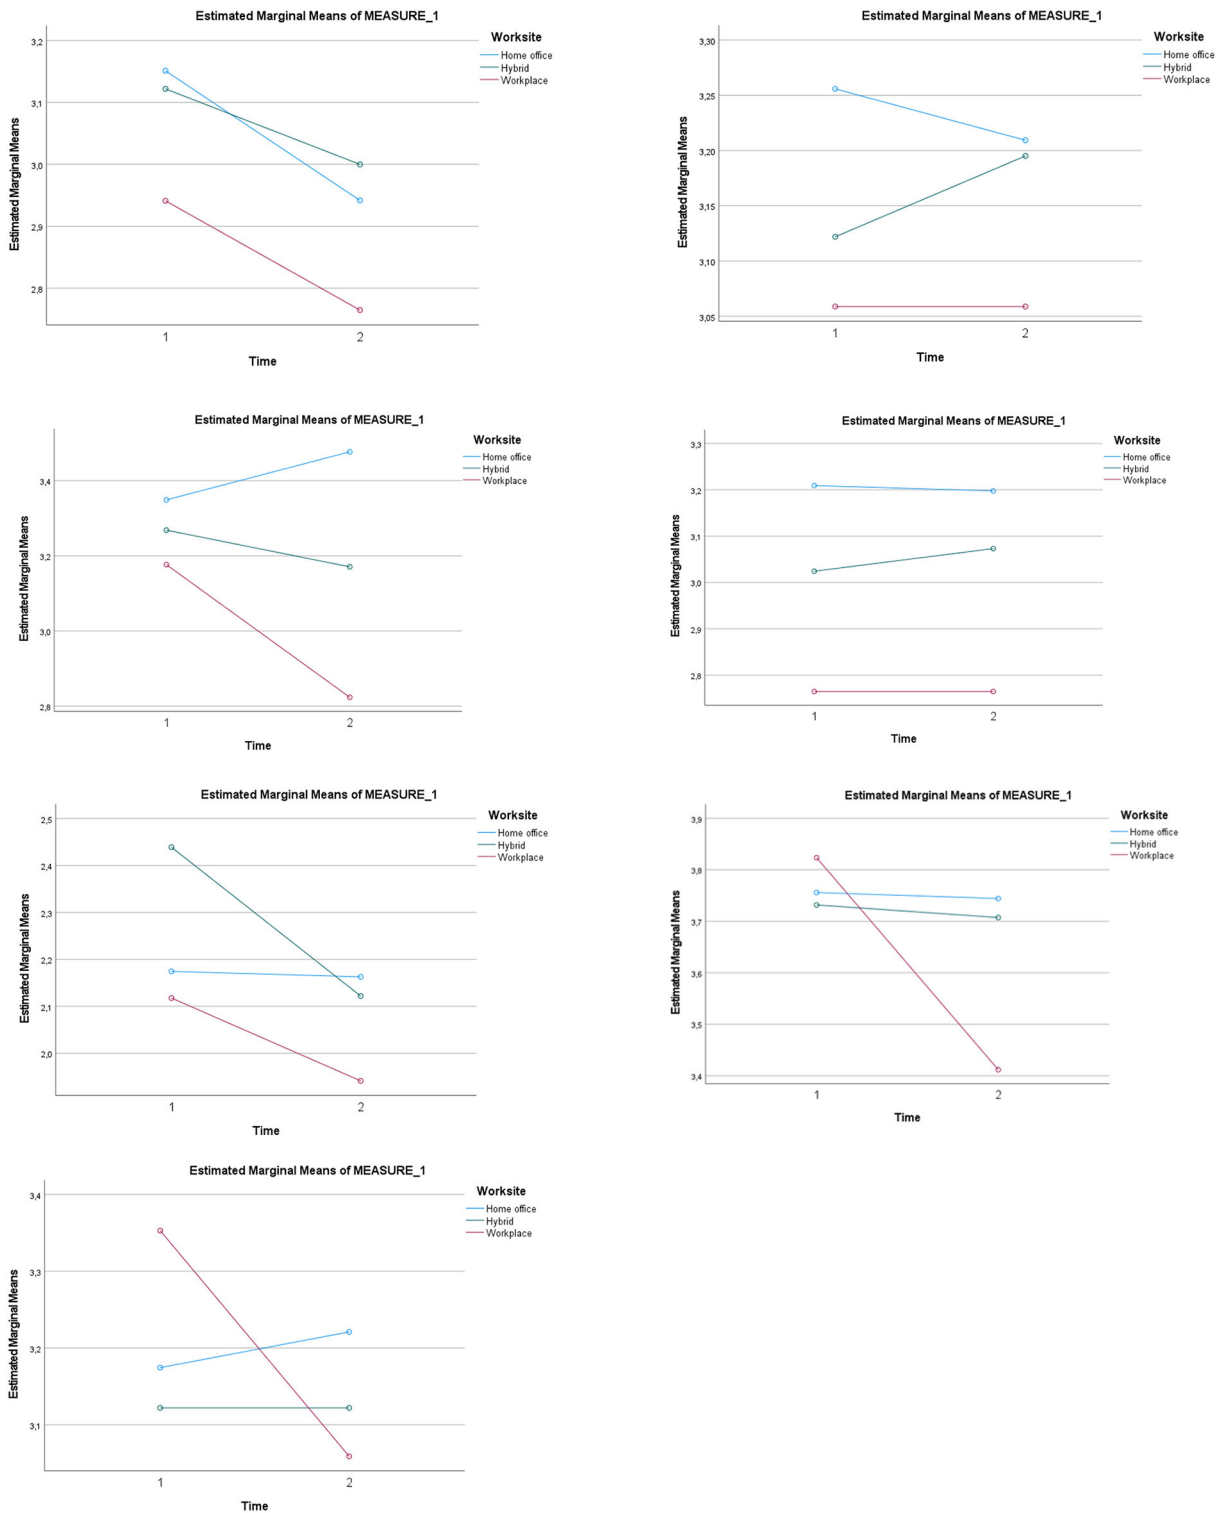 Estimated Marginal Means of MEASURE_1
Worksite
Home office
Hybrid
Workplace
Estimated Marginal Means
3,2
3,1
3,0
2,9
2,8
1 2
Time
Estimated Marginal Means of MEASURE_1
Worksite
Home office
Hybrid
Workplace
Estimated Marginal Means
3,30
3,25
3,20
3,15
3,10
3,05
1 2
Time
Estimated Marginal Means of MEASURE_1
Worksite
Home office
Hybrid
Workplace
Estimated Marginal Means
3,4
3,2
3,0
2,8
1 2
Time
Estimated Marginal Means of MEASURE_1
Worksite
Home office
Hybrid
Workplace
Estimated Marginal Means
3,3
3,2
3,1
3,0
2,9
2,8
1 2
Time
Estimated Marginal Means of MEASURE_1
Worksite
Home office
Hybrid
Workplace
Estimated Marginal Means
2,5
2,4
2,3
2,2
2,1
2,0
1 2
Time
Estimated Marginal Means of MEASURE_1
Worksite
Home office
Hybrid
Workplace
Estimated Marginal Means
3,9
3,8
3,7
3,6
3,5
3,4
1 2
Time
Estimated Marginal Means of MEASURE_1
Worksite
Home office
Hybrid
Workplace
Estimated Marginal Means
3,4
3,3
3,2
3,1
1 2
Time